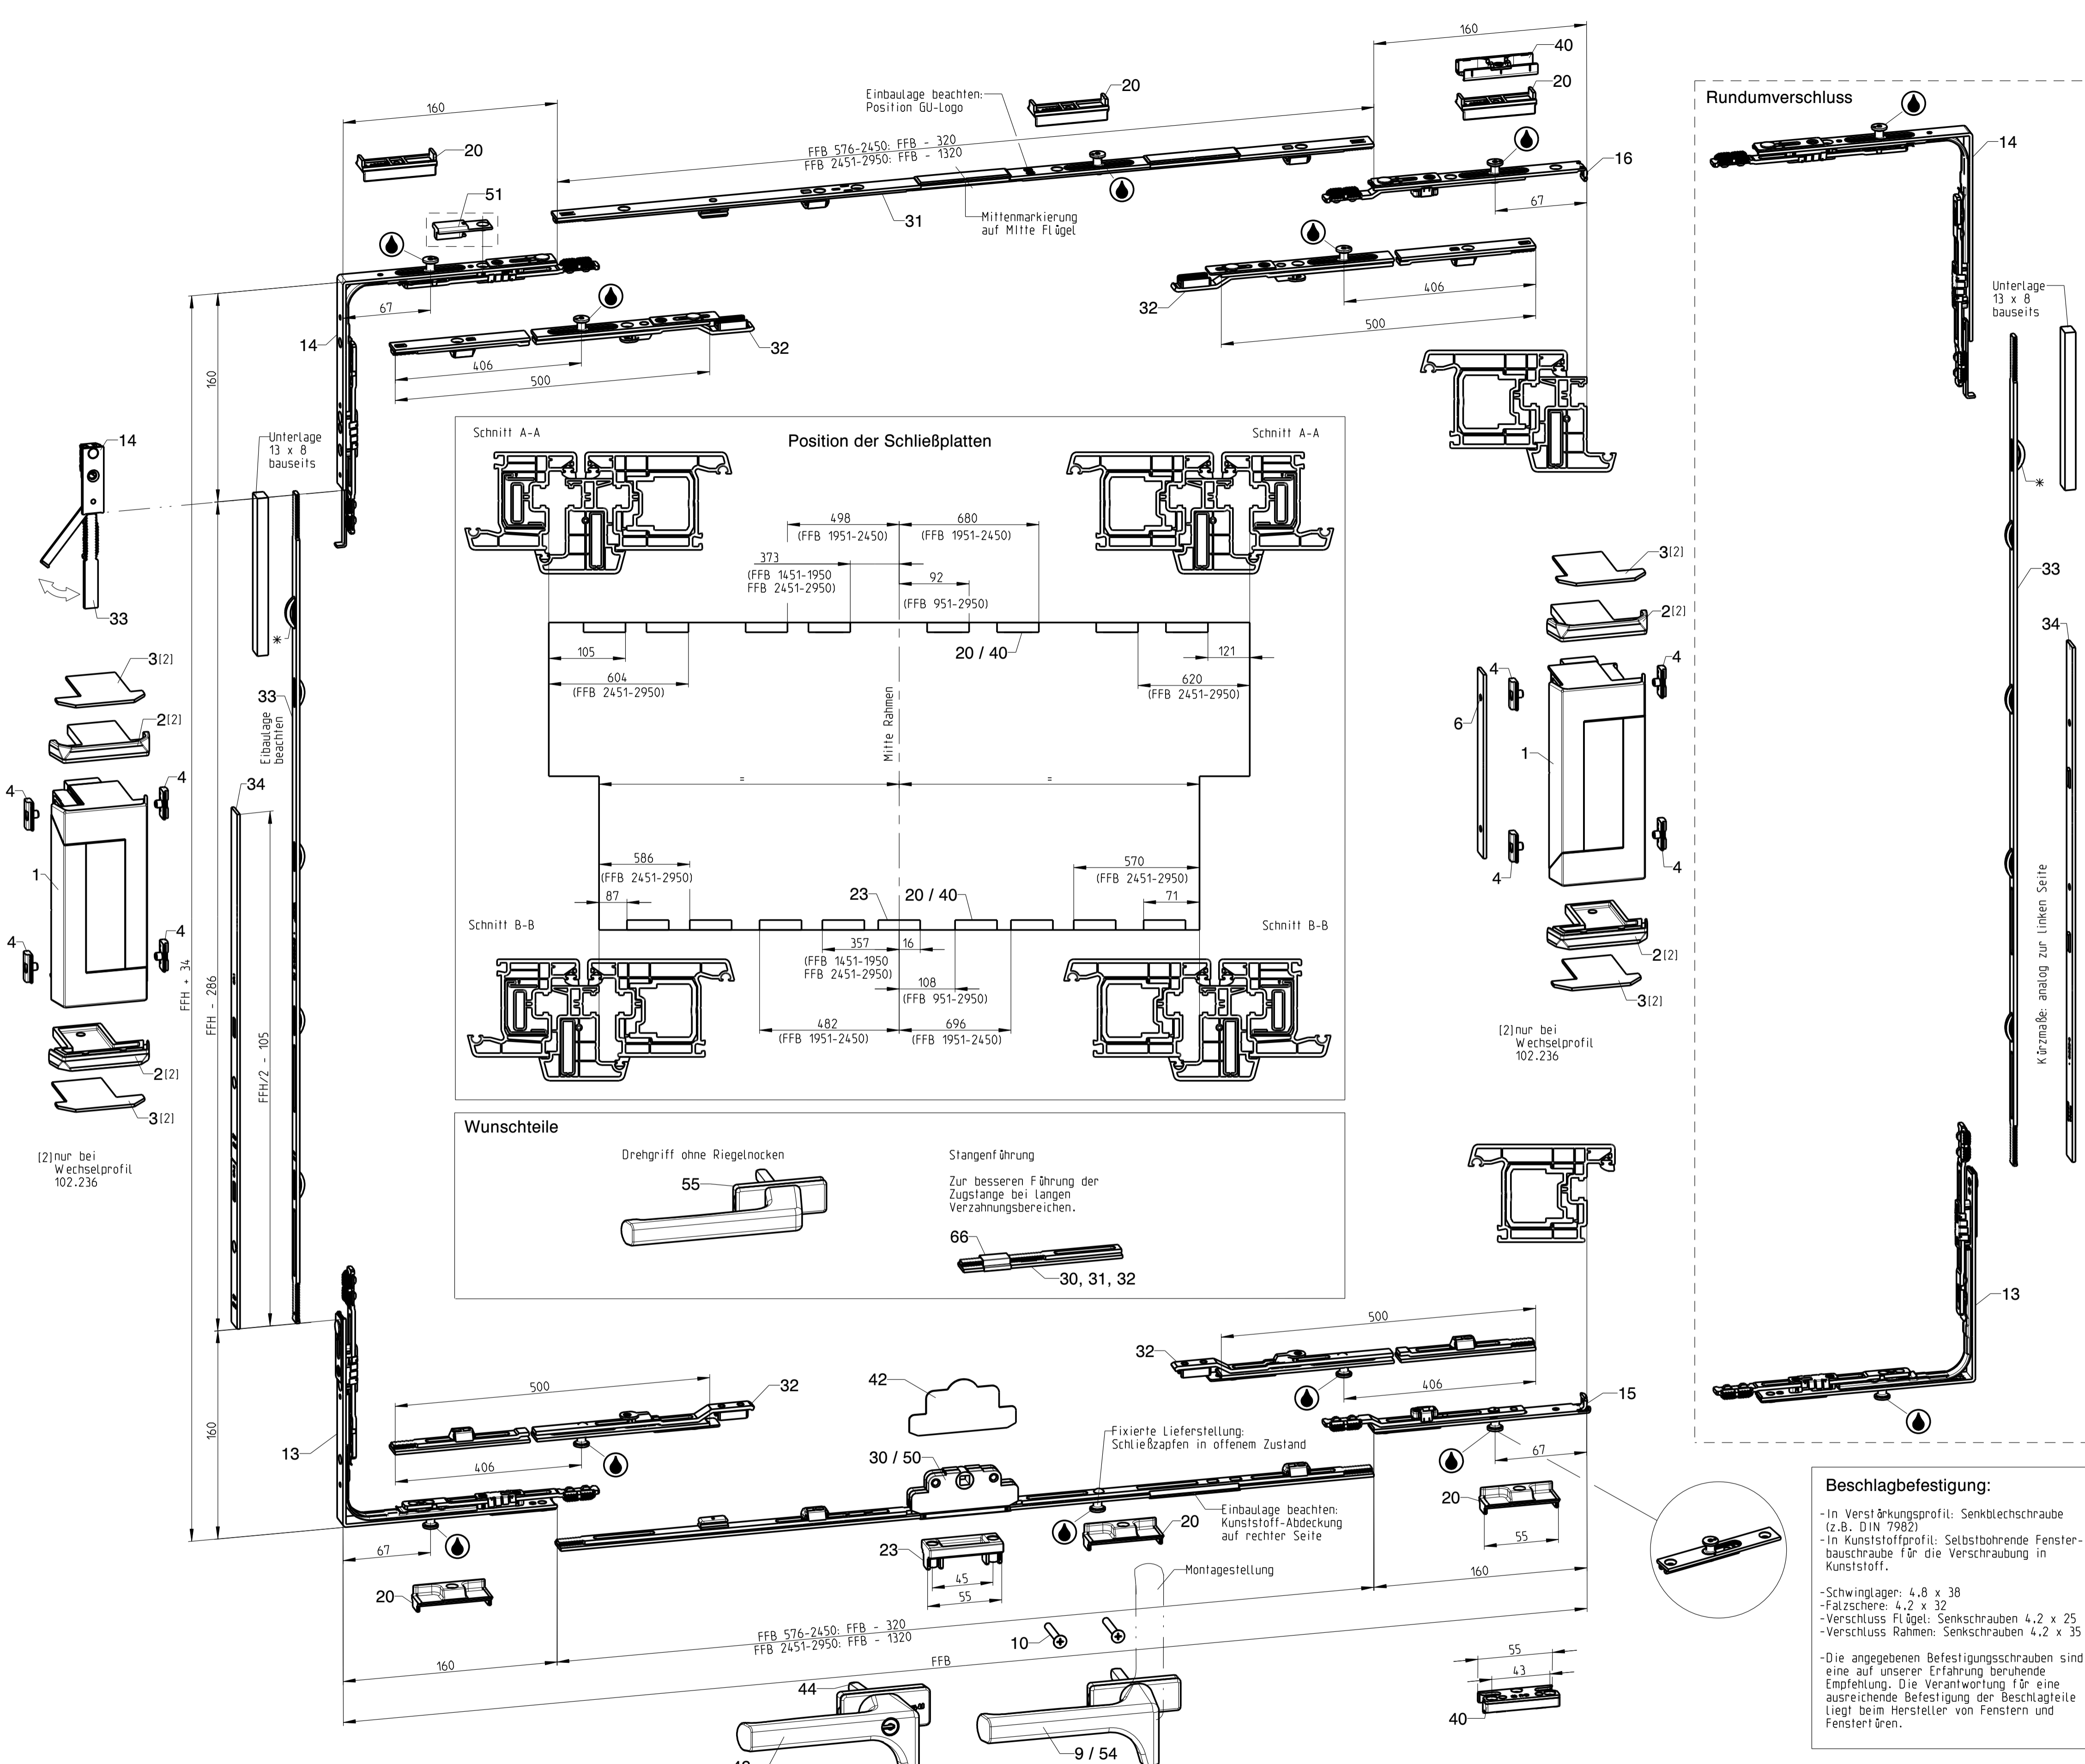 160
40
20
Einbaulage beachten:
Position GU-Logo
20
160
20
FFB 576-2450: FFB - 320
FFB 2451-2950: FFB - 1320
16
67
51
31
Mittenmarkierung
auf MItte Flügel
67
14
406
500
32
32
406
500
160
14
33
Unterlage
13 x 8
bauseits
*
Rundumverschluss
14
Unterlage
13 x 8
bauseits
*
33
34
Kürzmaße: analog zur linken Seite
13
Position der Schließplatten
Schnitt A-A
Schnitt A-A
498
(FFB 1951-2450)
680
(FFB 1951-2450)
373
(FFB 1451-1950
FFB 2451-2950)
92
(FFB 951-2950)
105
604
(FFB 2451-2950)
20 / 40
121
620
(FFB 2451-2950)
Mitte Rahmen
=
=
586
(FFB 2451-2950)
87
23
20 / 40
570
(FFB 2451-2950)
71
Schnitt B-B
Schnitt B-B
357
(FFB 1451-1950
FFB 2451-2950)
16
108
(FFB 951-2950)
482
(FFB 1951-2450)
696
(FFB 1951-2450)
3[2]
2[2]
4
4
1
4
4
2[2]
3[2]
[2]nur bei
Wechselprofil
102.236
33
Eibaulage
beachten
34
FFH + 34
FFH - 286
FFH/2 - 105
3[2]
2[2]
4
4
6
1
4
4
2[2]
3[2]
[2]nur bei
Wechselprofil
102.236
Wunschteile
Drehgriff ohne Riegelnocken
55
Stangenführung
Zur besseren Führung der
Zugstange bei langen
Verzahnungsbereichen.
66
30, 31, 32
160
13
500
32
406
67
20
42
30 / 50
Fixierte Lieferstellung:
Schließzapfen in offenem Zustand
Einbaulage beachten:
Kunststoff-Abdeckung
auf rechter Seite
23
45
55
20
500
32
406
15
67
20
55
160
Montagestellung
FFB 576-2450: FFB - 320
FFB 2451-2950: FFB - 1320
160
FFB
10
44
9 / 54
55
43
40
Beschlagbefestigung:
-In Verstärkungsprofil: Senkblechschraube
(z.B. DIN 7982)
-In Kunststoffprofil: Selbstbohrende Fenster-
bauschraube für die Verschraubung in
Kunststoff.
-Schwinglager: 4.8 x 38
-Falzschere: 4.2 x 32
-Verschluss Flügel: Senkschrauben 4.2 x 25
-Verschluss Rahmen: Senkschrauben 4.2 x 35
-Die angegebenen Befestigungsschrauben sind
eine auf unserer Erfahrung beruhende
Empfehlung. Die Verantwortung für eine
ausreichende Befestigung der Beschlagteile
liegt beim Hersteller von Fenstern und
Fenstertüren.